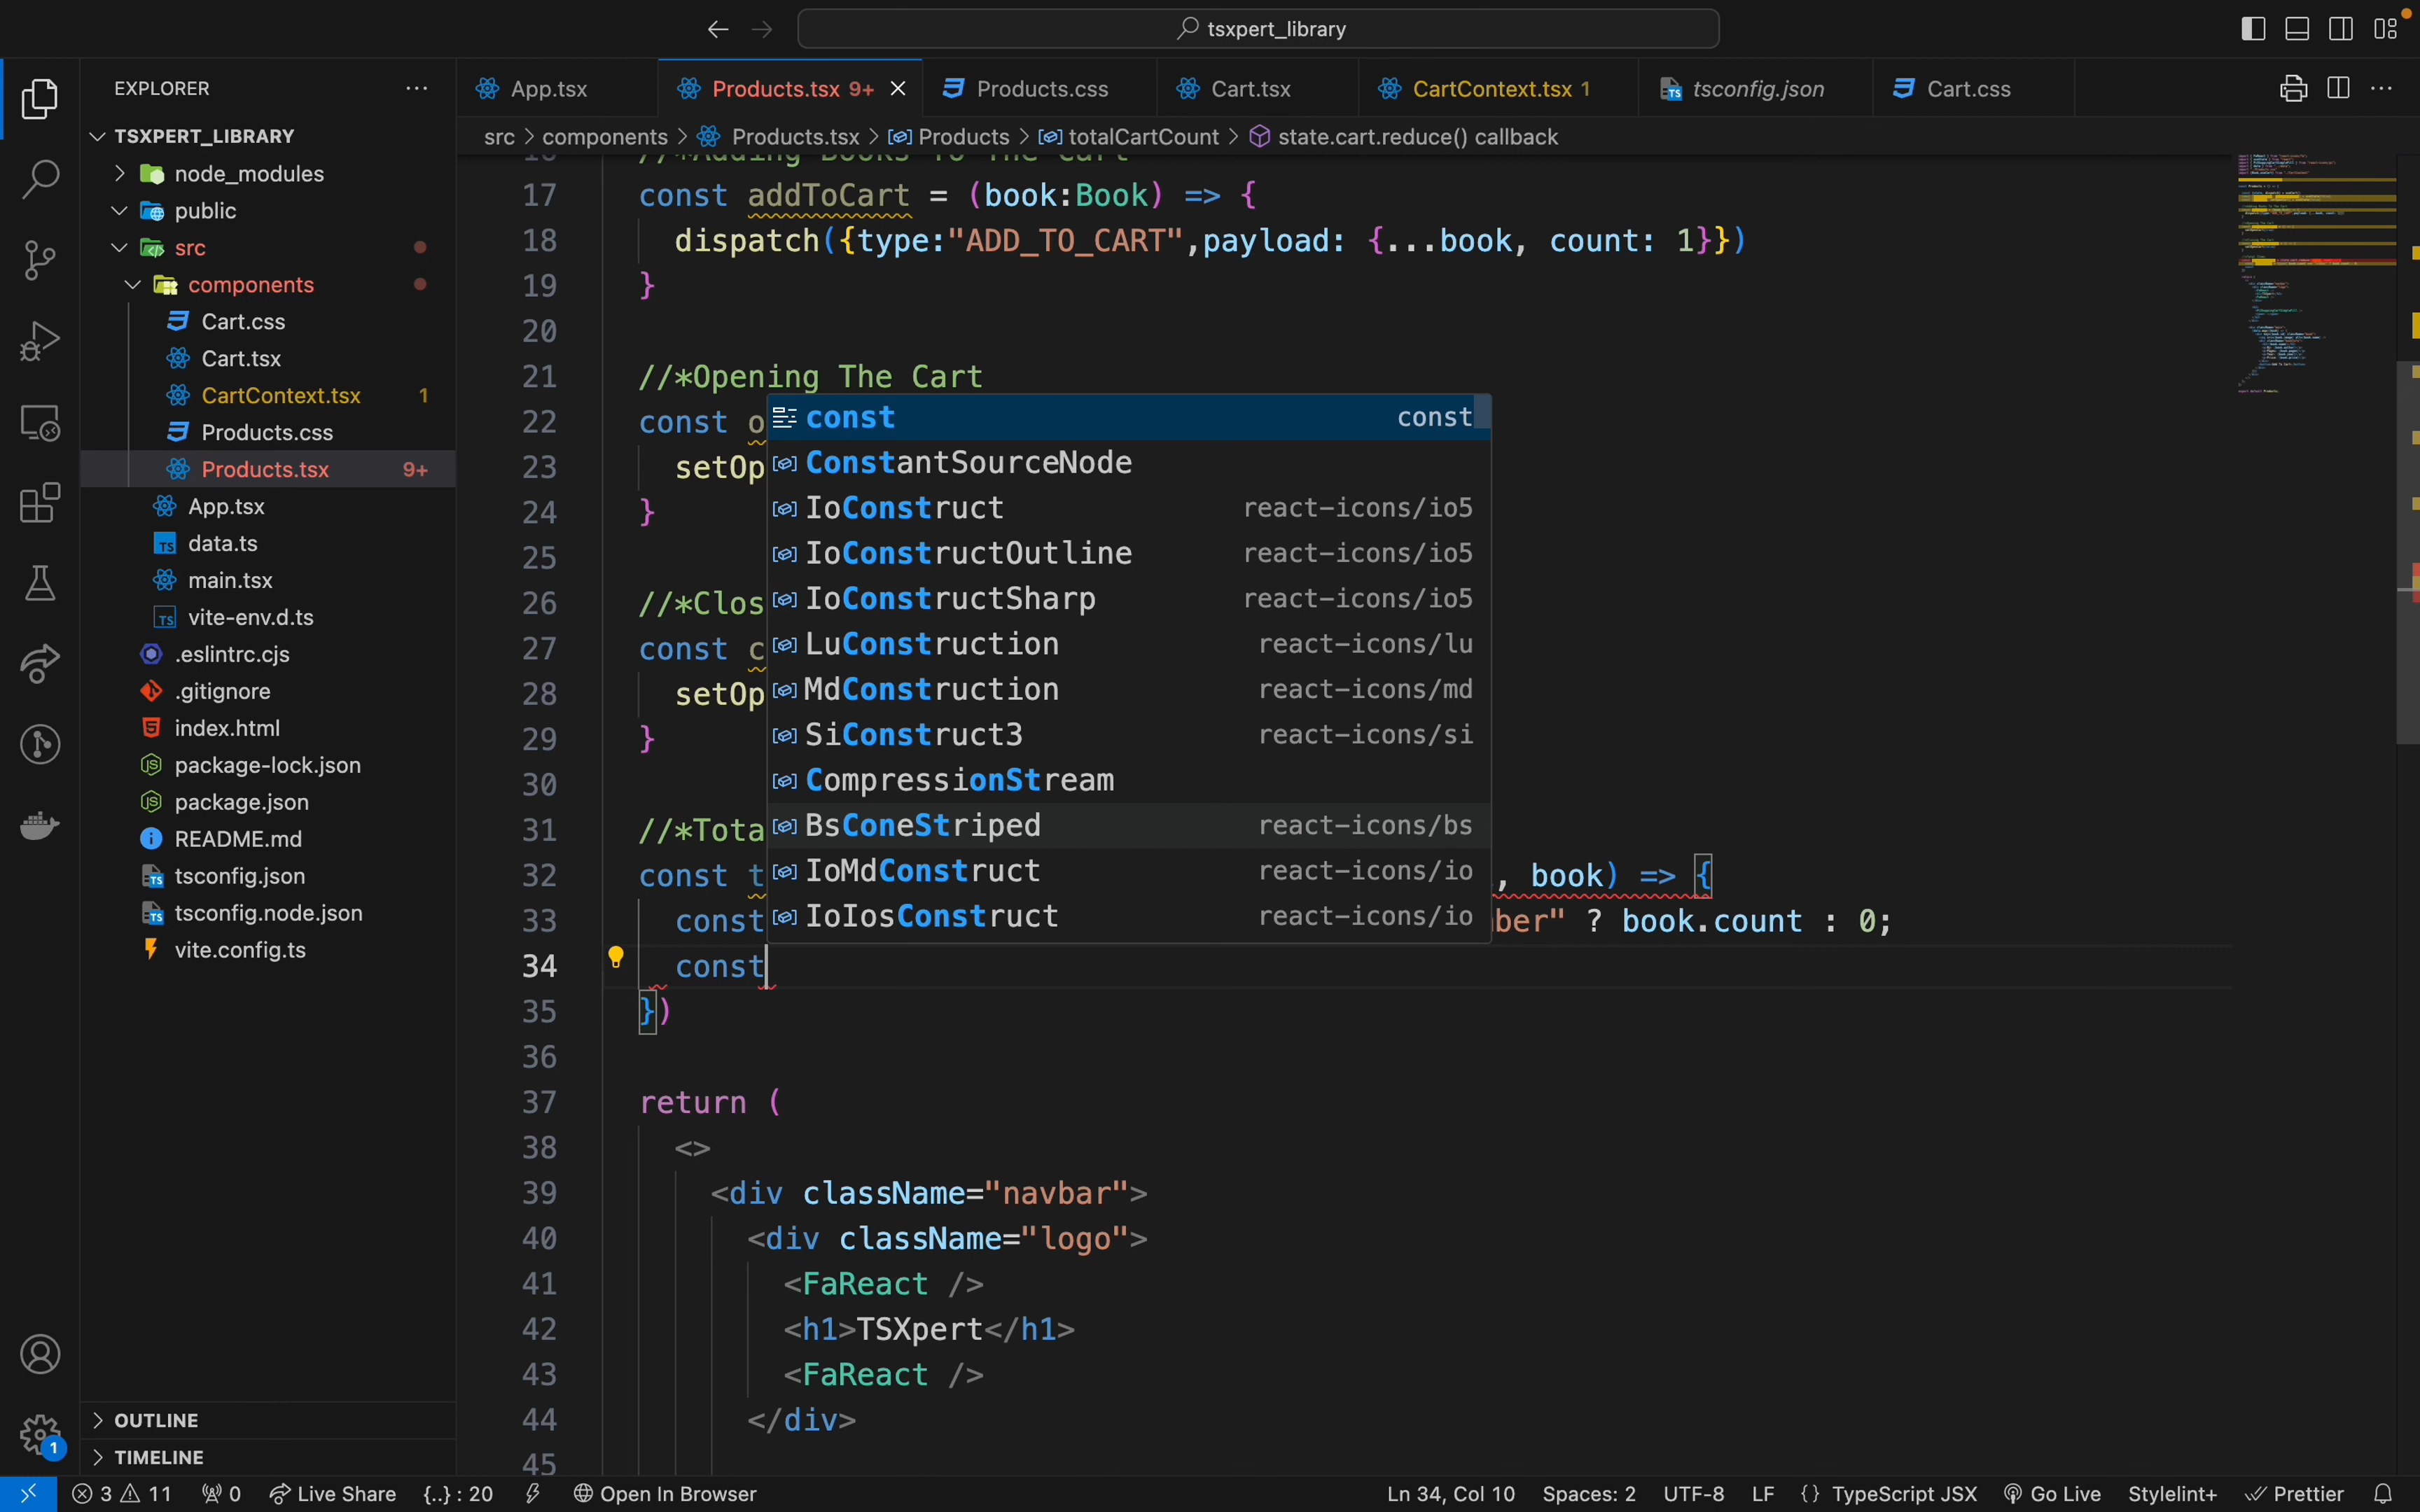 tsxpert_library
EXPLORER
App.tsx
Products.tsx 9+
Products.css
Cart.tsx
CartContext.tsx 1
tsconfig.json
Cart.css
src > components > Products.tsx > Products > totalCartCount > state.cart.reduce() callback
TSXPERT_LIBRARY
node_modules
public
src
components
Cart.css
Cart.tsx
CartContext.tsx 1
Products.css
Products.tsx 9+
App.tsx
data.ts
main.tsx
vite-env.d.ts
.eslintrc.cjs
.gitignore
index.html
package-lock.json
package.json
README.md
tsconfig.json
tsconfig.node.json
vite.config.ts
OUTLINE
TIMELINE
16 //*Adding Books To The Cart
17 const addToCart = (book:Book) => {
18 dispatch({type:"ADD_TO_CART",payload: {...book, count: 1}})
19 }
20
21 //*Opening The Cart
22 const o
23 setOp
24 }
25
26 //*Clos
27 const c
28 setOp
29 }
30
31 //*Tota
32 const t , book) => {
33 const ber" ? book.count : 0;
34 const
35 })
36
37 return (
38 <>
39 <div className="navbar">
40 <div className="logo">
41 <FaReact />
42 <h1>TSXpert</h1>
43 <FaReact />
44 </div>
45
const const
ConstantSourceNode
IoConstruct react-icons/io5
IoConstructOutline react-icons/io5
IoConstructSharp react-icons/io5
LuConstruction react-icons/lu
MdConstruction react-icons/md
SiConstruct3 react-icons/si
CompressionStream
BsConeStriped react-icons/bs
IoMdConstruct react-icons/io
IoIosConstruct react-icons/io
1
3 11 0 Live Share {..} : 20 Open In Browser Ln 34, Col 10 Spaces: 2 UTF-8 LF {} TypeScript JSX Go Live Stylelint+ Prettier